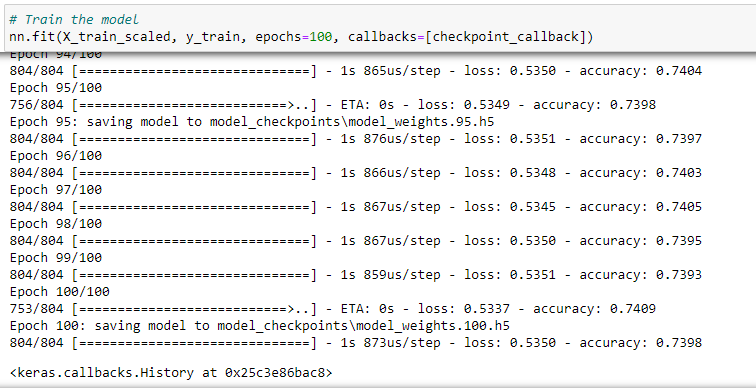 # Train the model
nn.fit(X_train_scaled, y_train, epochs=100, callbacks=[checkpoint_callback])
Epoch 94/100
804/804 [==============================] - 1s 865us/step - loss: 0.5350 - accuracy: 0.7404
Epoch 95/100
756/804 [===========================>..] - ETA: 0s - loss: 0.5349 - accuracy: 0.7398
Epoch 95: saving model to model_checkpoints\model_weights.95.h5
804/804 [==============================] - 1s 876us/step - loss: 0.5351 - accuracy: 0.7397
Epoch 96/100
804/804 [==============================] - 1s 866us/step - loss: 0.5348 - accuracy: 0.7403
Epoch 97/100
804/804 [==============================] - 1s 867us/step - loss: 0.5345 - accuracy: 0.7405
Epoch 98/100
804/804 [==============================] - 1s 867us/step - loss: 0.5350 - accuracy: 0.7395
Epoch 99/100
804/804 [==============================] - 1s 859us/step - loss: 0.5351 - accuracy: 0.7393
Epoch 100/100
753/804 [===========================>..] - ETA: 0s - loss: 0.5337 - accuracy: 0.7409
Epoch 100: saving model to model_checkpoints\model_weights.100.h5
804/804 [==============================] - 1s 873us/step - loss: 0.5350 - accuracy: 0.7398
<keras.callbacks.History at 0x25c3e86bac8>